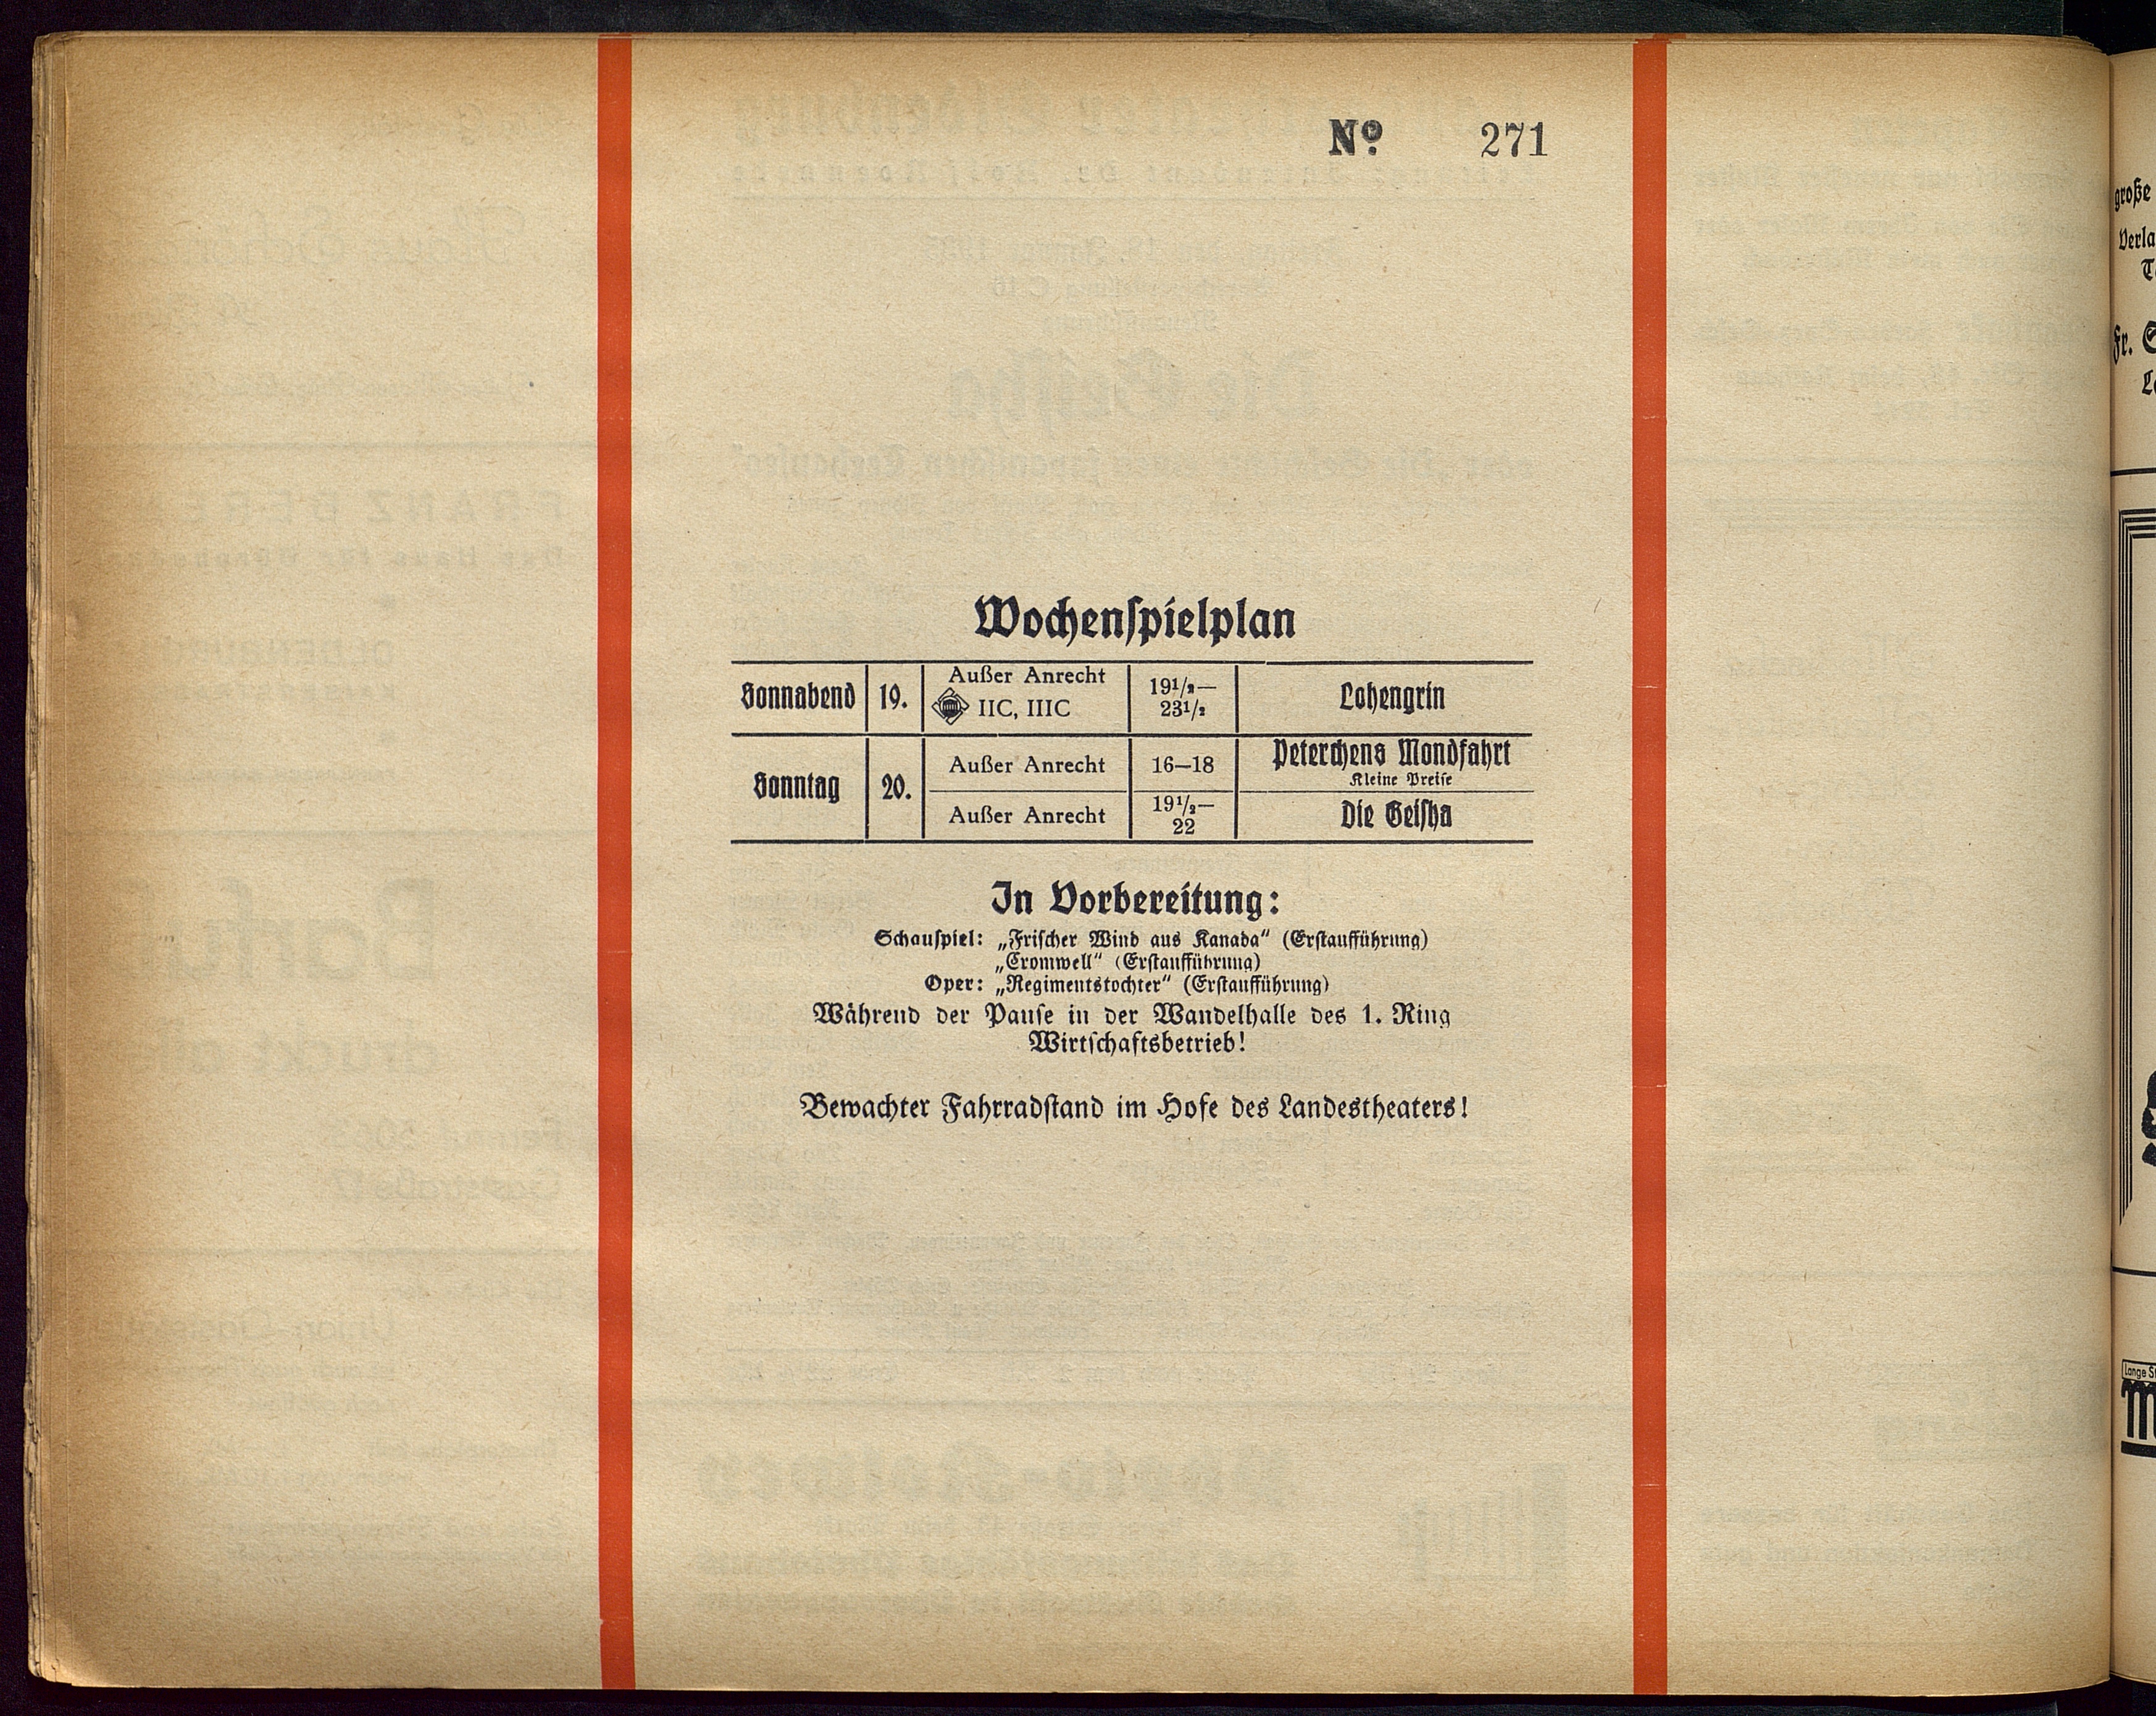 Nº 271
Wochenspielplan
Sonnabend 19. Außer Anrecht IIC, IIIC 19½— 23½ Lohengrin
Sonntag 20. Außer Anrecht 16—18 Peterchens Mondfahrt Kleine Preise
Außer Anrecht 19½— 22 Die Geisha
In Vorbereitung:
Schauspiel: „Frischer Wind aus Kanada“ (Erstaufführung)
„Cromwell“ (Erstaufführung)
Oper: „Regimentstochter“ (Erstaufführung)
Während der Pause in der Wandelhalle des 1. Ring
Wirtschaftsbetrieb!
Bewachter Fahrradstand im Hofe des Landestheaters!
große
Fr.
Lange